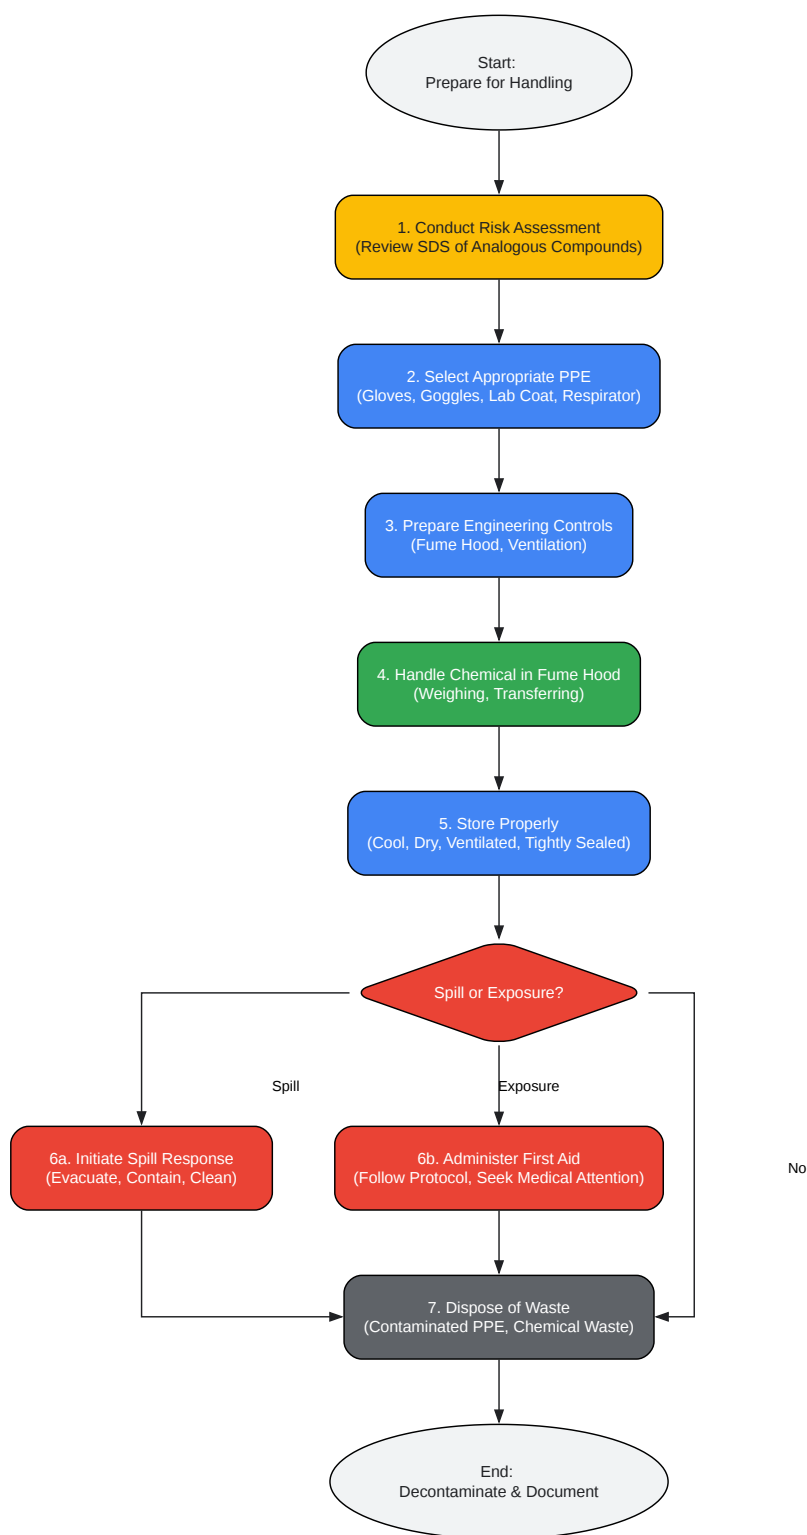 Start:
Prepare for Handling
1. Conduct Risk Assessment
(Review SDS of Analogous Compounds)
2. Select Appropriate PPE
(Gloves, Goggles, Lab Coat, Respirator)
3. Prepare Engineering Controls
(Fume Hood, Ventilation)
4. Handle Chemical in Fume Hood
(Weighing, Transferring)
5. Store Properly
(Cool, Dry, Ventilated, Tightly Sealed)
Spill or Exposure?
Spill
Exposure
6a. Initiate Spill Response
(Evacuate, Contain, Clean)
6b. Administer First Aid
(Follow Protocol, Seek Medical Attention)
No
7. Dispose of Waste
(Contaminated PPE, Chemical Waste)
End:
Decontaminate & Document